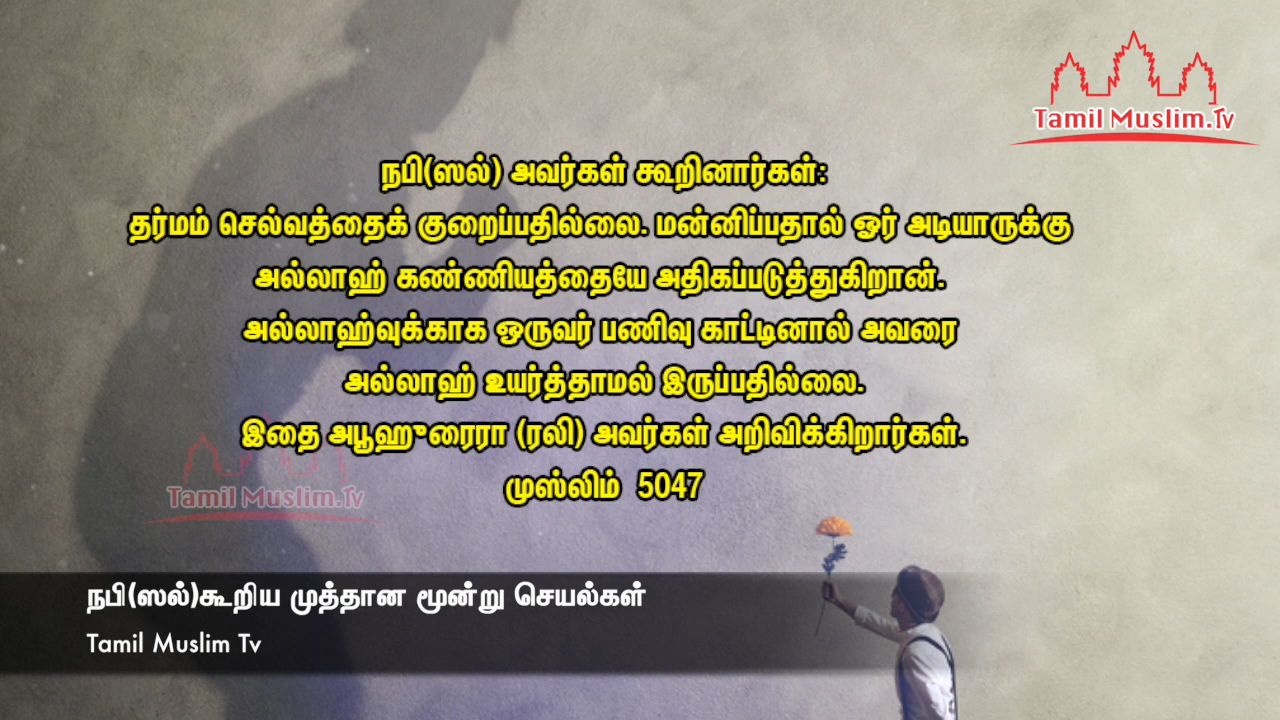 Tamil Muslim.Tv
நபி(ஸல்) அவர்கள் கூறினார்கள்:
தர்மம் செல்வத்தைக் குறைப்பதில்லை. மன்னிப்பதால் ஓர் அடியாருக்கு
அல்லாஹ் கண்ணியத்தையே அதிகப்படுத்துகிறான்.
அல்லாஹ்வுக்காக ஒருவர் பணிவு காட்டினால் அவரை
அல்லாஹ் உயர்த்தாமல் இருப்பதில்லை.
இதை அபூஹுரைரா (ரலி) அவர்கள் அறிவிக்கிறார்கள்.
முஸ்லிம் 5047
Tamil Muslim.Tv
நபி(ஸல்)கூறிய முத்தான மூன்று செயல்கள்
Tamil Muslim Tv